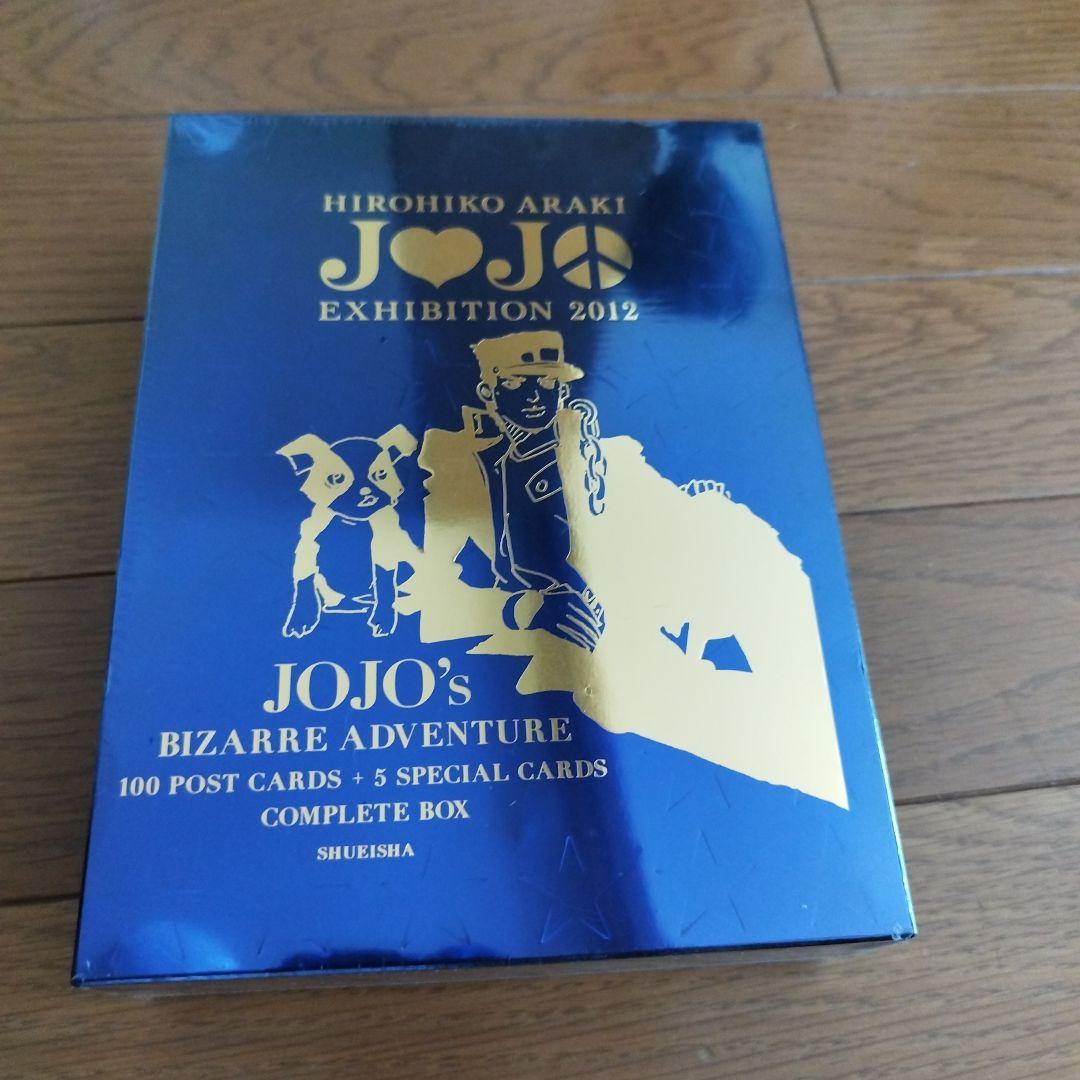 HIROHIKO ARAKI
JOJO
EXHIBITION 2012
JOJO's
BIZARRE ADVENTURE
100 POST CARDS + 5 SPECIAL CARDS
COMPLETE BOX
SHUEISHA